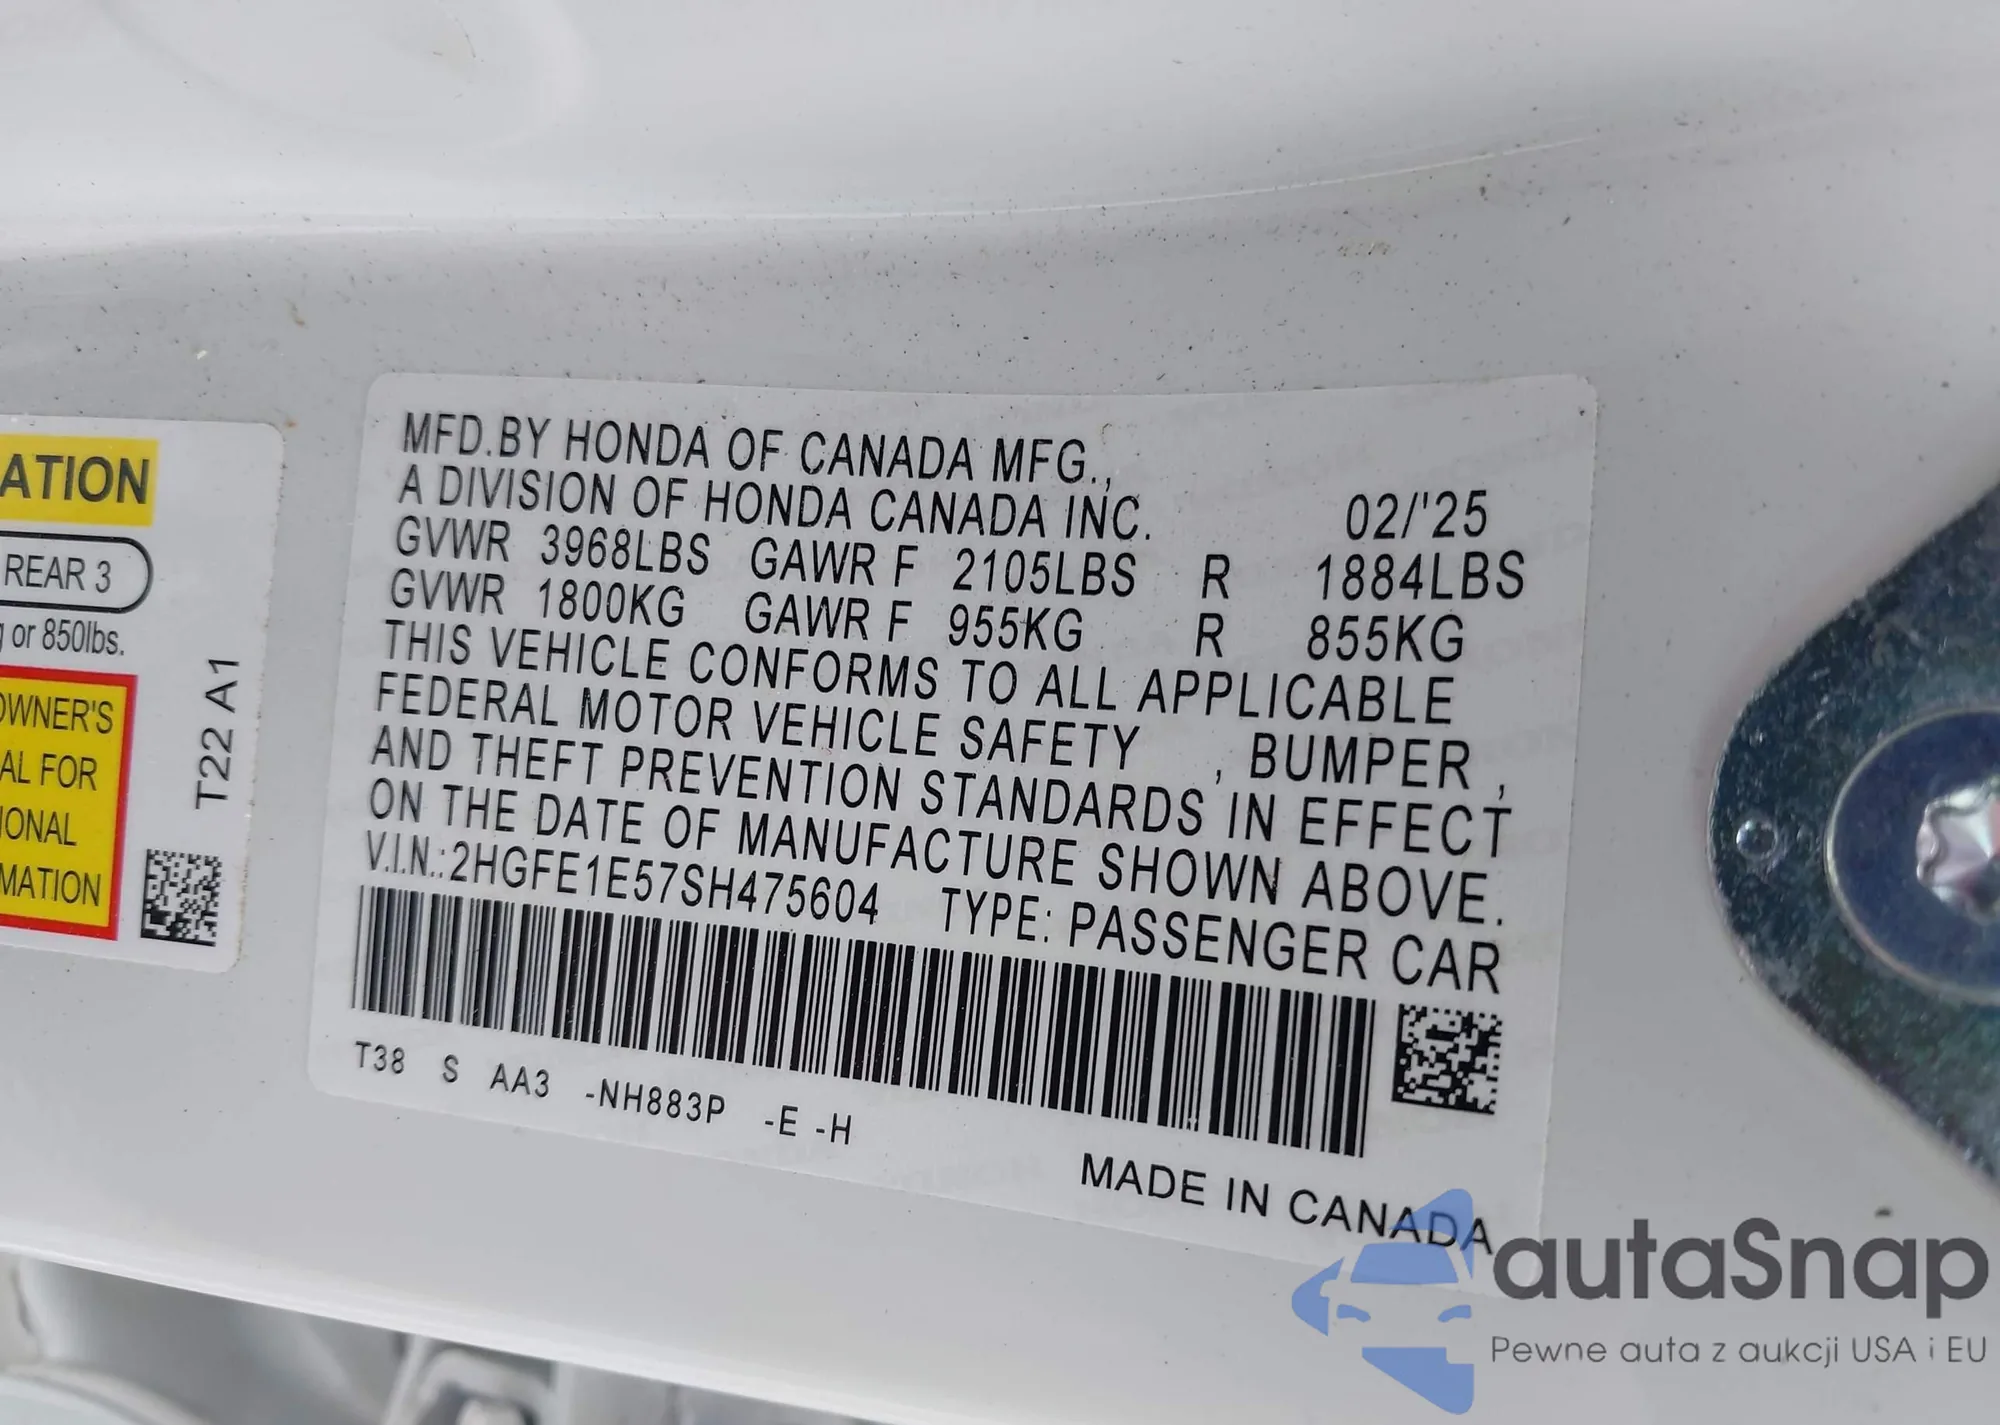 ATION
REAR 3
g or 850lbs.
OWNER'S
AL FOR
IONAL
MATION
T22 A1
MFD.BY HONDA OF CANADA MFG.,
A DIVISION OF HONDA CANADA INC. 02/'25
GVWR 3968LBS GAWR F 2105LBS R 1884LBS
GVWR 1800KG GAWR F 955KG R 855KG
THIS VEHICLE CONFORMS TO ALL APPLICABLE
FEDERAL MOTOR VEHICLE SAFETY , BUMPER ,
AND THEFT PREVENTION STANDARDS IN EFFECT
ON THE DATE OF MANUFACTURE SHOWN ABOVE.
V.I.N.:2HGFE1E57SH475604 TYPE: PASSENGER CAR
T38 S AA3 -NH883P -E -H
MADE IN CANADA
autaSnap
Pewne auta z aukcji USA i EU